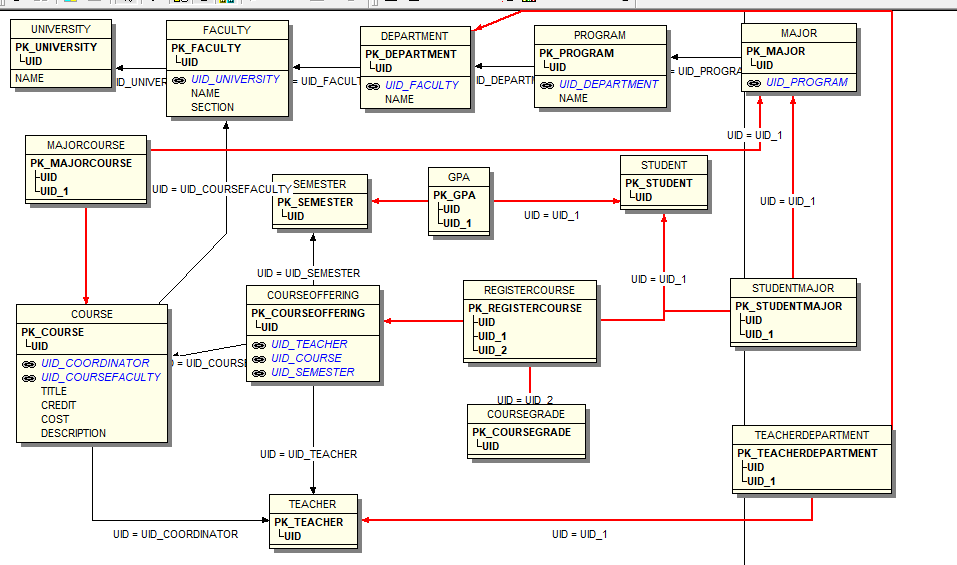 UNIVERSITY
PK_UNIVERSITY
UID
NAME
FACULTY
PK_FACULTY
UID
UID_UNIVERSITY
NAME
SECTION
DEPARTMENT
PK_DEPARTMENT
UID
UID_FACULTY
NAME
PROGRAM
PK_PROGRAM
UID
UID_DEPARTMENT
NAME
MAJOR
PK_MAJOR
UID
UID_PROGRAM
ID_UNIVER
= UID_FACULT
ID_DEPARTM
= UID_PROGRA
MAJORCOURSE
PK_MAJORCOURSE
UID
UID_1
UID = UID_1
UID = UID_COURSEFACULTY
SEMESTER
PK_SEMESTER
UID
GPA
PK_GPA
UID
UID_1
UID = UID_1
STUDENT
PK_STUDENT
UID
UID = UID_1
UID = UID_SEMESTER
UID = UID_1
COURSE
PK_COURSE
UID
UID_COORDINATOR
UID_COURSEFACULTY
TITLE
CREDIT
COST
DESCRIPTION
D = UID_COURSE
COURSEOFFERING
PK_COURSEOFFERING
UID
UID_TEACHER
UID_COURSE
UID_SEMESTER
REGISTERCOURSE
PK_REGISTERCOURSE
UID
UID_1
UID_2
STUDENTMAJOR
PK_STUDENTMAJOR
UID
UID_1
UID = UID_2
COURSEGRADE
PK_COURSEGRADE
UID
UID = UID_TEACHER
TEACHERDEPARTMENT
PK_TEACHERDEPARTMENT
UID
UID_1
TEACHER
PK_TEACHER
UID
UID = UID_COORDINATOR
UID = UID_1